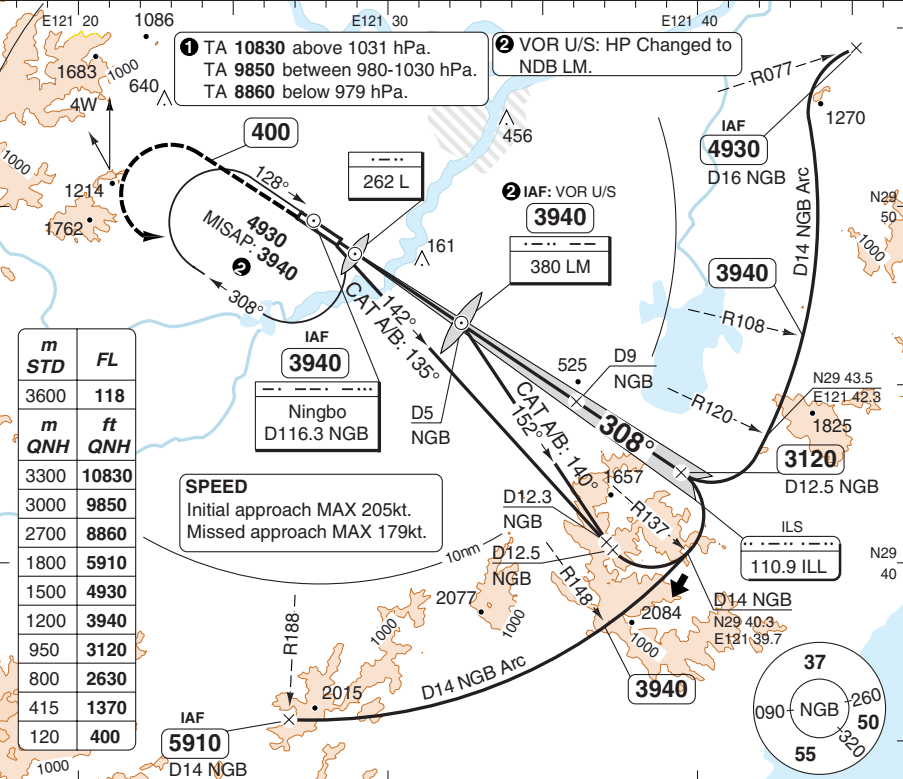 E121 20
E121 30
E121 40
1086
1683
1000
640
4W
❶ TA 10830 above 1031 hPa.
TA 9850 between 980-1030 hPa.
TA 8860 below 979 hPa.
❷ VOR U/S: HP Changed to
NDB LM.
R077
1270
456
400
IAF
4930
D16 NGB
128°
262 L
❷ IAF: VOR U/S
3940
380 LM
N29
50
1000
1000
1214
1762
4930
MISAP: 3940
❷
161
D14 NGB Arc
3940
308°
142°
CAT A/B: 135°
R108
IAF
3940
Ningbo
D116.3 NGB
D5
NGB
525
D9
NGB
R120
N29 43.5
E121 42.3
1825
m
STD
FL
3600 118
m
QNH
ft
QNH
3300 10830
3000 9850
2700 8860
1800 5910
1500 4930
1200 3940
950 3120
800 2630
415 1370
120 400
CAT A/B: 140°
152°
308°
3120
D12.5 NGB
SPEED
Initial approach MAX 205kt.
Missed approach MAX 179kt.
1657
D12.3
NGB
R137
ILS
110.9 ILL
10nm
D12.5
NGB
N29
40
R148
2077
1000
2084
1000
D14 NGB
N29 40.3
E121 39.7
R188
1000
D14 NGB Arc
3940
2015
IAF
5910
D14 NGB
1000
37
090
NGB
260
50
320
55